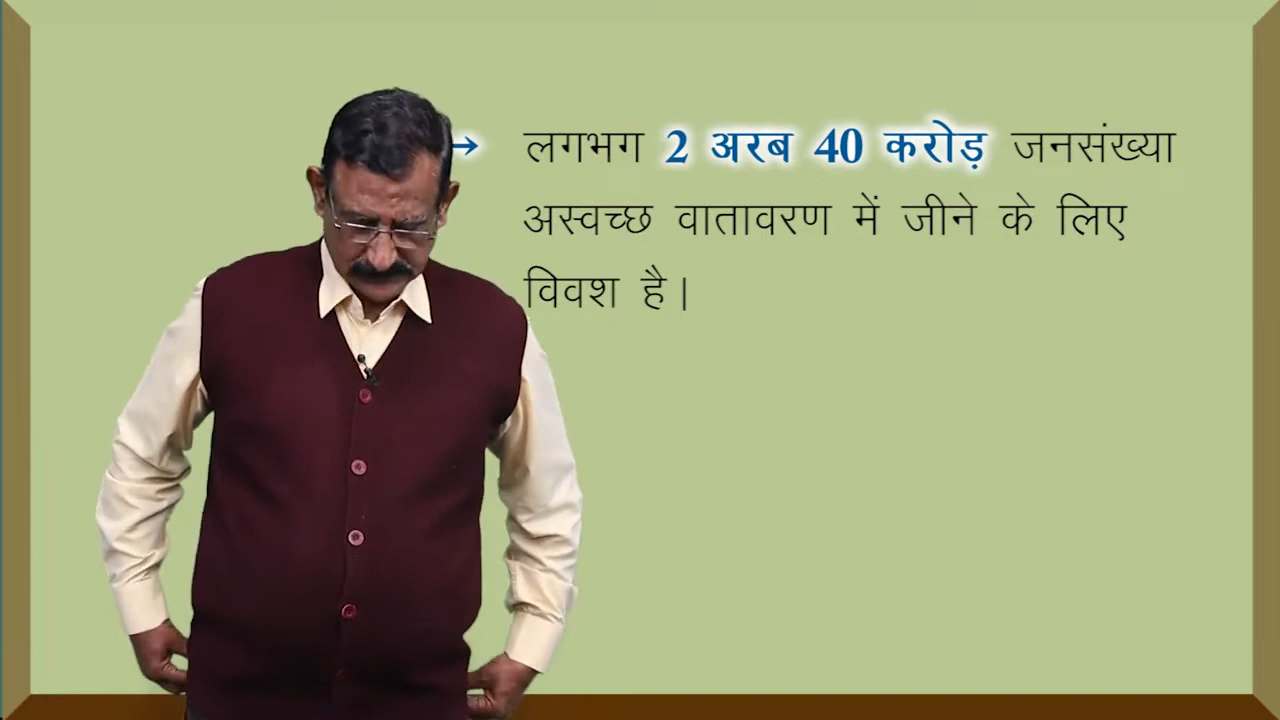 → लगभग 2 अरब 40 करोड़ जनसंख्या
अस्वच्छ वातावरण में जीने के लिए
विवश है।